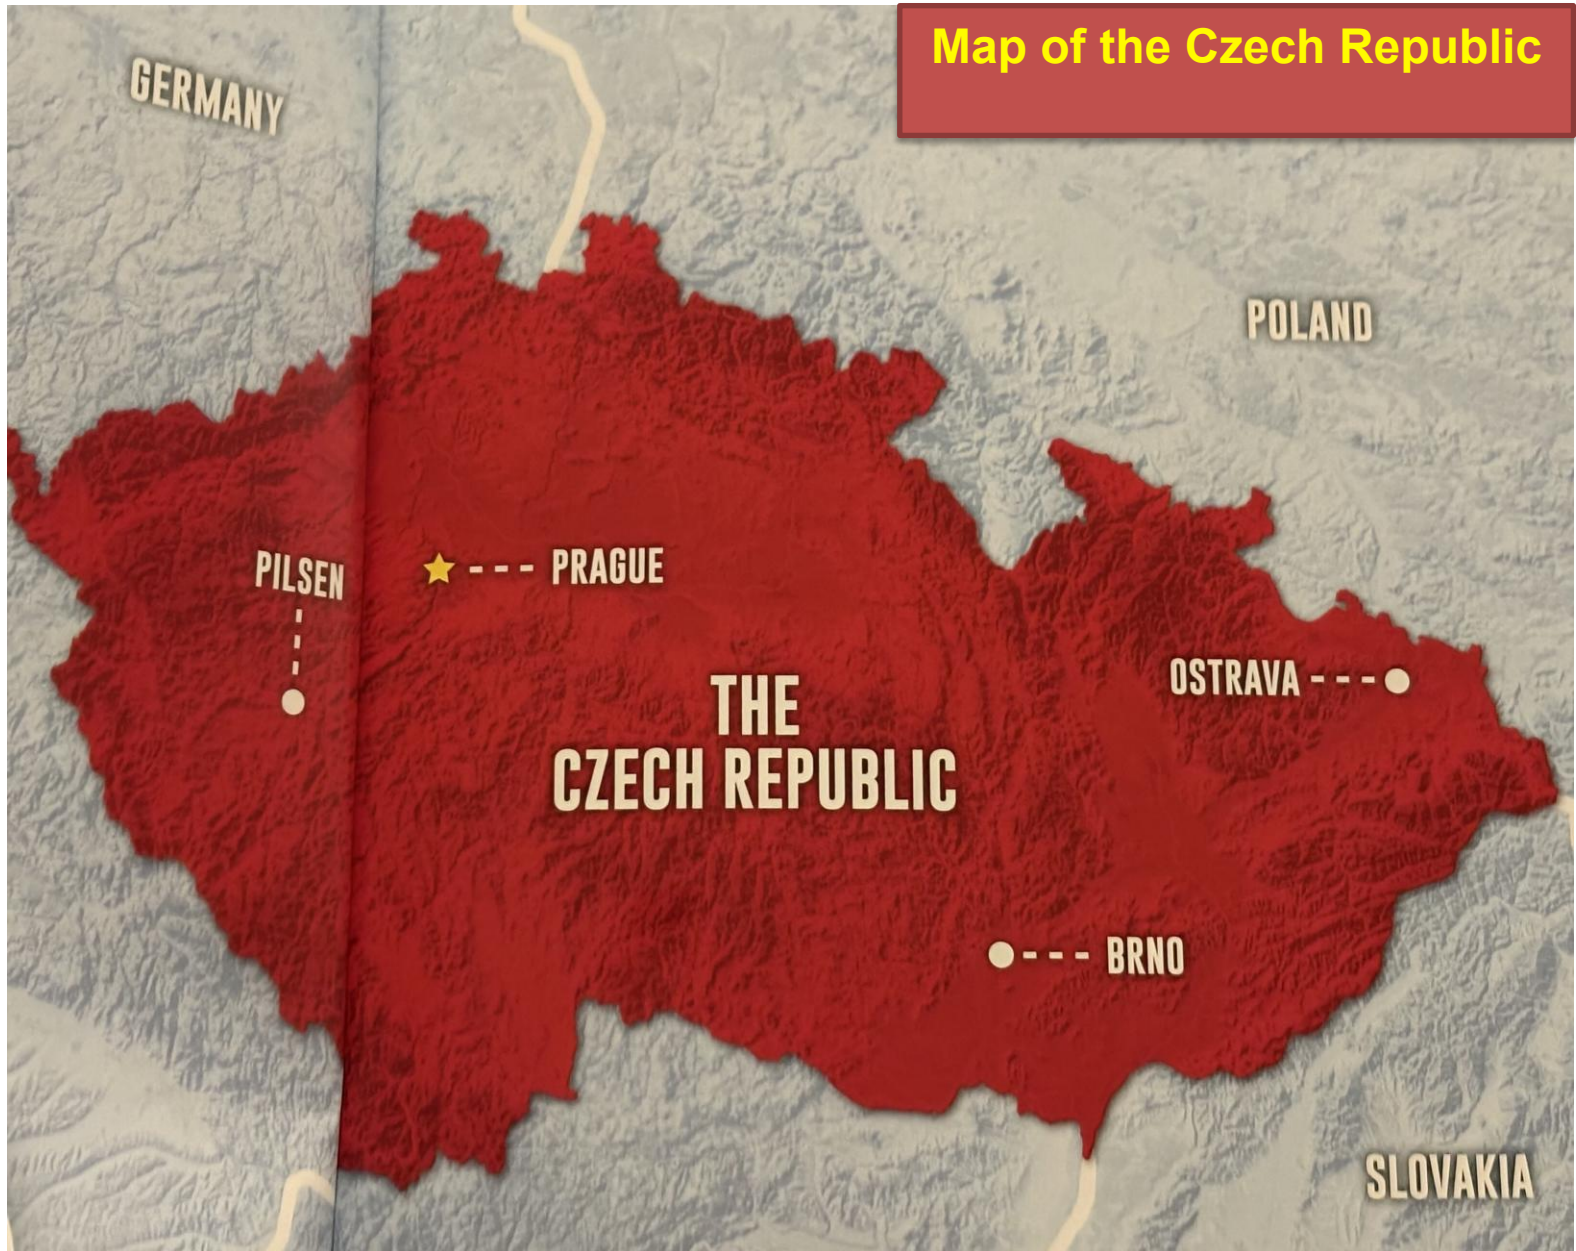 Map of the Czech Republic
GERMANY
POLAND
PILSEN
PRAGUE
OSTRAVA
THE
CZECH REPUBLIC
BRNO
SLOVAKIA